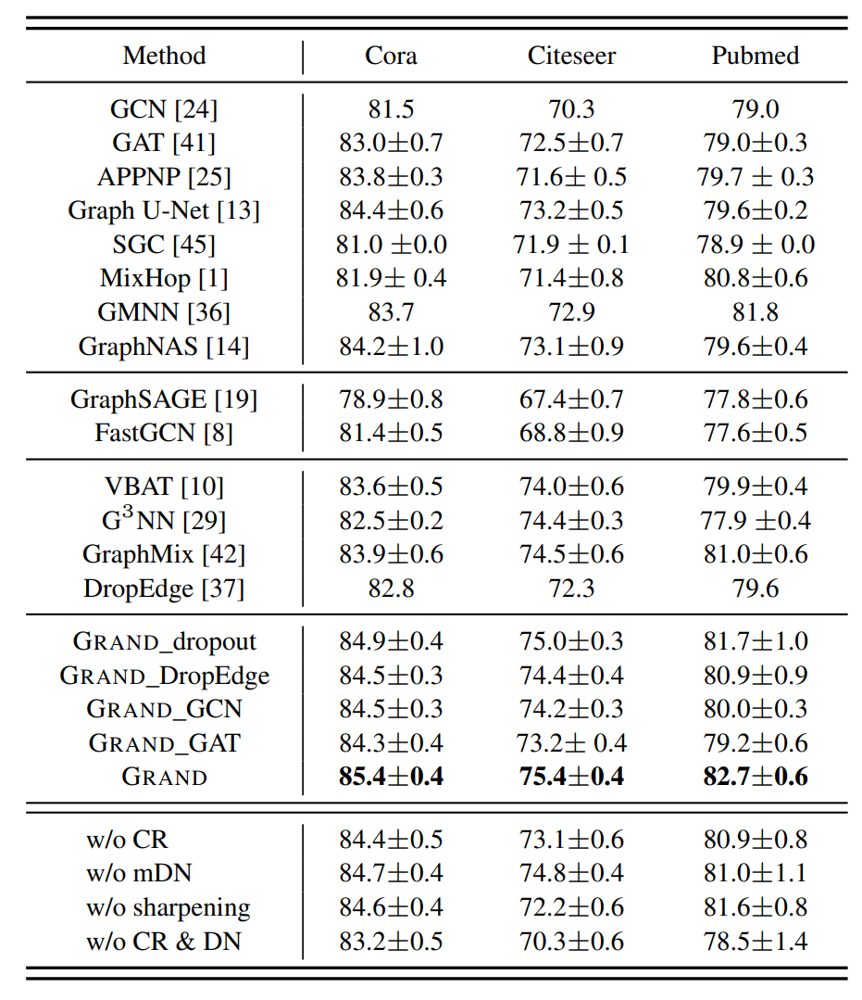 Method Cora Citeseer Pubmed
GCN [24] 81.5 70.3 79.0
GAT [41] 83.0±0.7 72.5±0.7 79.0±0.3
APPNP [25] 83.8±0.3 71.6± 0.5 79.7 ± 0.3
Graph U-Net [13] 84.4±0.6 73.2±0.5 79.6±0.2
SGC [45] 81.0 ±0.0 71.9 ± 0.1 78.9 ± 0.0
MixHop [1] 81.9± 0.4 71.4±0.8 80.8±0.6
GMNN [36] 83.7 72.9 81.8
GraphNAS [14] 84.2±1.0 73.1±0.9 79.6±0.4
GraphSAGE [19] 78.9±0.8 67.4±0.7 77.8±0.6
FastGCN [8] 81.4±0.5 68.8±0.9 77.6±0.5
VBAT [10] 83.6±0.5 74.0±0.6 79.9±0.4
G³NN [29] 82.5±0.2 74.4±0.3 77.9 ±0.4
GraphMix [42] 83.9±0.6 74.5±0.6 81.0±0.6
DropEdge [37] 82.8 72.3 79.6
GRAND_dropout 84.9±0.4 75.0±0.3 81.7±1.0
GRAND_DropEdge 84.5±0.3 74.4±0.4 80.9±0.9
GRAND_GCN 84.5±0.3 74.2±0.3 80.0±0.3
GRAND_GAT 84.3±0.4 73.2± 0.4 79.2±0.6
GRAND 85.4±0.4 75.4±0.4 82.7±0.6
w/o CR 84.4±0.5 73.1±0.6 80.9±0.8
w/o mDN 84.7±0.4 74.8±0.4 81.0±1.1
w/o sharpening 84.6±0.4 72.2±0.6 81.6±0.8
w/o CR & DN 83.2±0.5 70.3±0.6 78.5±1.4